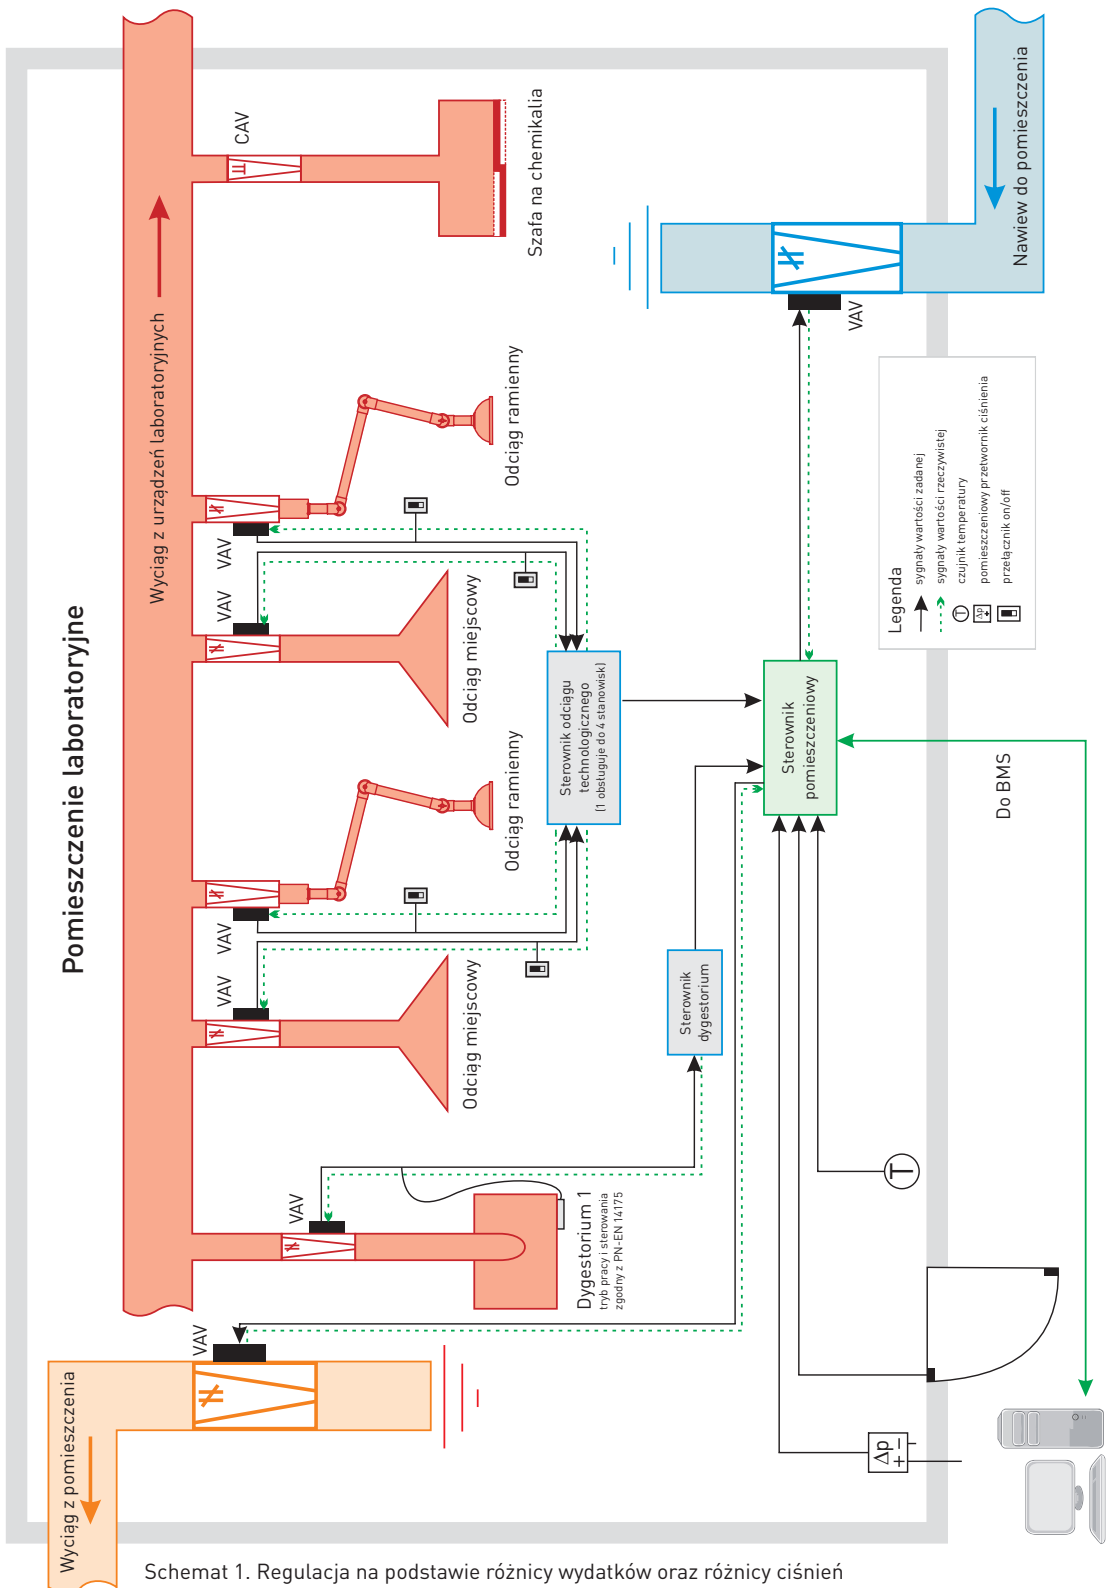 Pomieszczenie laboratoryjne
Wyciąg z pomieszczenia
VAV
Wyciąg z urządzeń laboratoryjnych
VAV
Dygestorium 1
tryb pracy i sterowania
zgodny z PN-EN 14175
VAV
Odciąg miejscowy
VAV
Odciąg ramienny
VAV
Odciąg miejscowy
VAV
Odciąg ramienny
CAV
Szafa na chemikalia
Sterownik odciągu
technologicznego
(1 obsługuje do 4 stanowisk)
Sterownik
dygestorium
Sterownik
pomieszczeniowy
VAV
Nawiew do pomieszczenia
Do BMS
T
Δp
+ −
Legenda
sygnały wartości zadanej
sygnały wartości rzeczywistej
T czujnik temperatury
Δp pomieszczeniowy przetwornik ciśnienia
przełącznik on/off
Schemat 1. Regulacja na podstawie różnicy wydatków oraz różnicy ciśnień